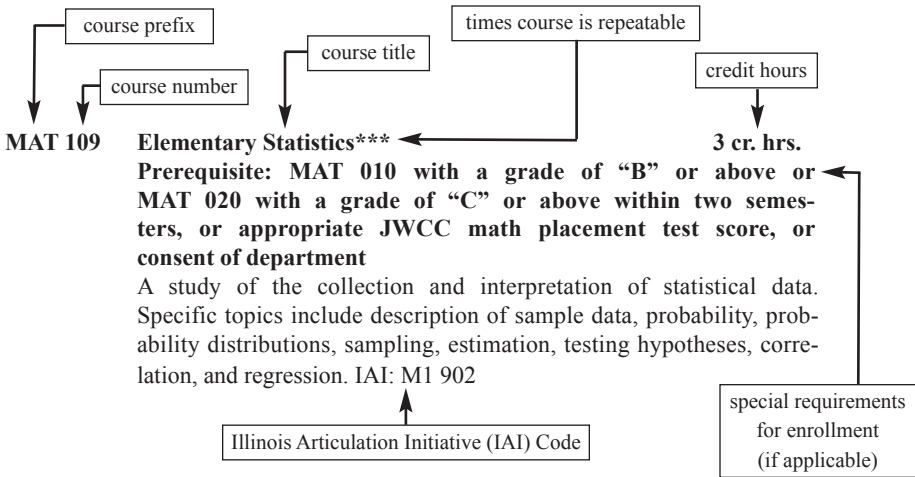 course prefix
times course is repeatable
course title
credit hours
course number
MAT 109 Elementary Statistics*** 3 cr. hrs.
Prerequisite: MAT 010 with a grade of “B” or above or
MAT 020 with a grade of “C” or above within two semes-
ters, or appropriate JWCC math placement test score, or
consent of department
A study of the collection and interpretation of statistical data.
Specific topics include description of sample data, probability, prob-
ability distributions, sampling, estimation, testing hypotheses, corre-
lation, and regression. IAI: M1 902
special requirements
for enrollment
(if applicable)
Illinois Articulation Initiative (IAI) Code